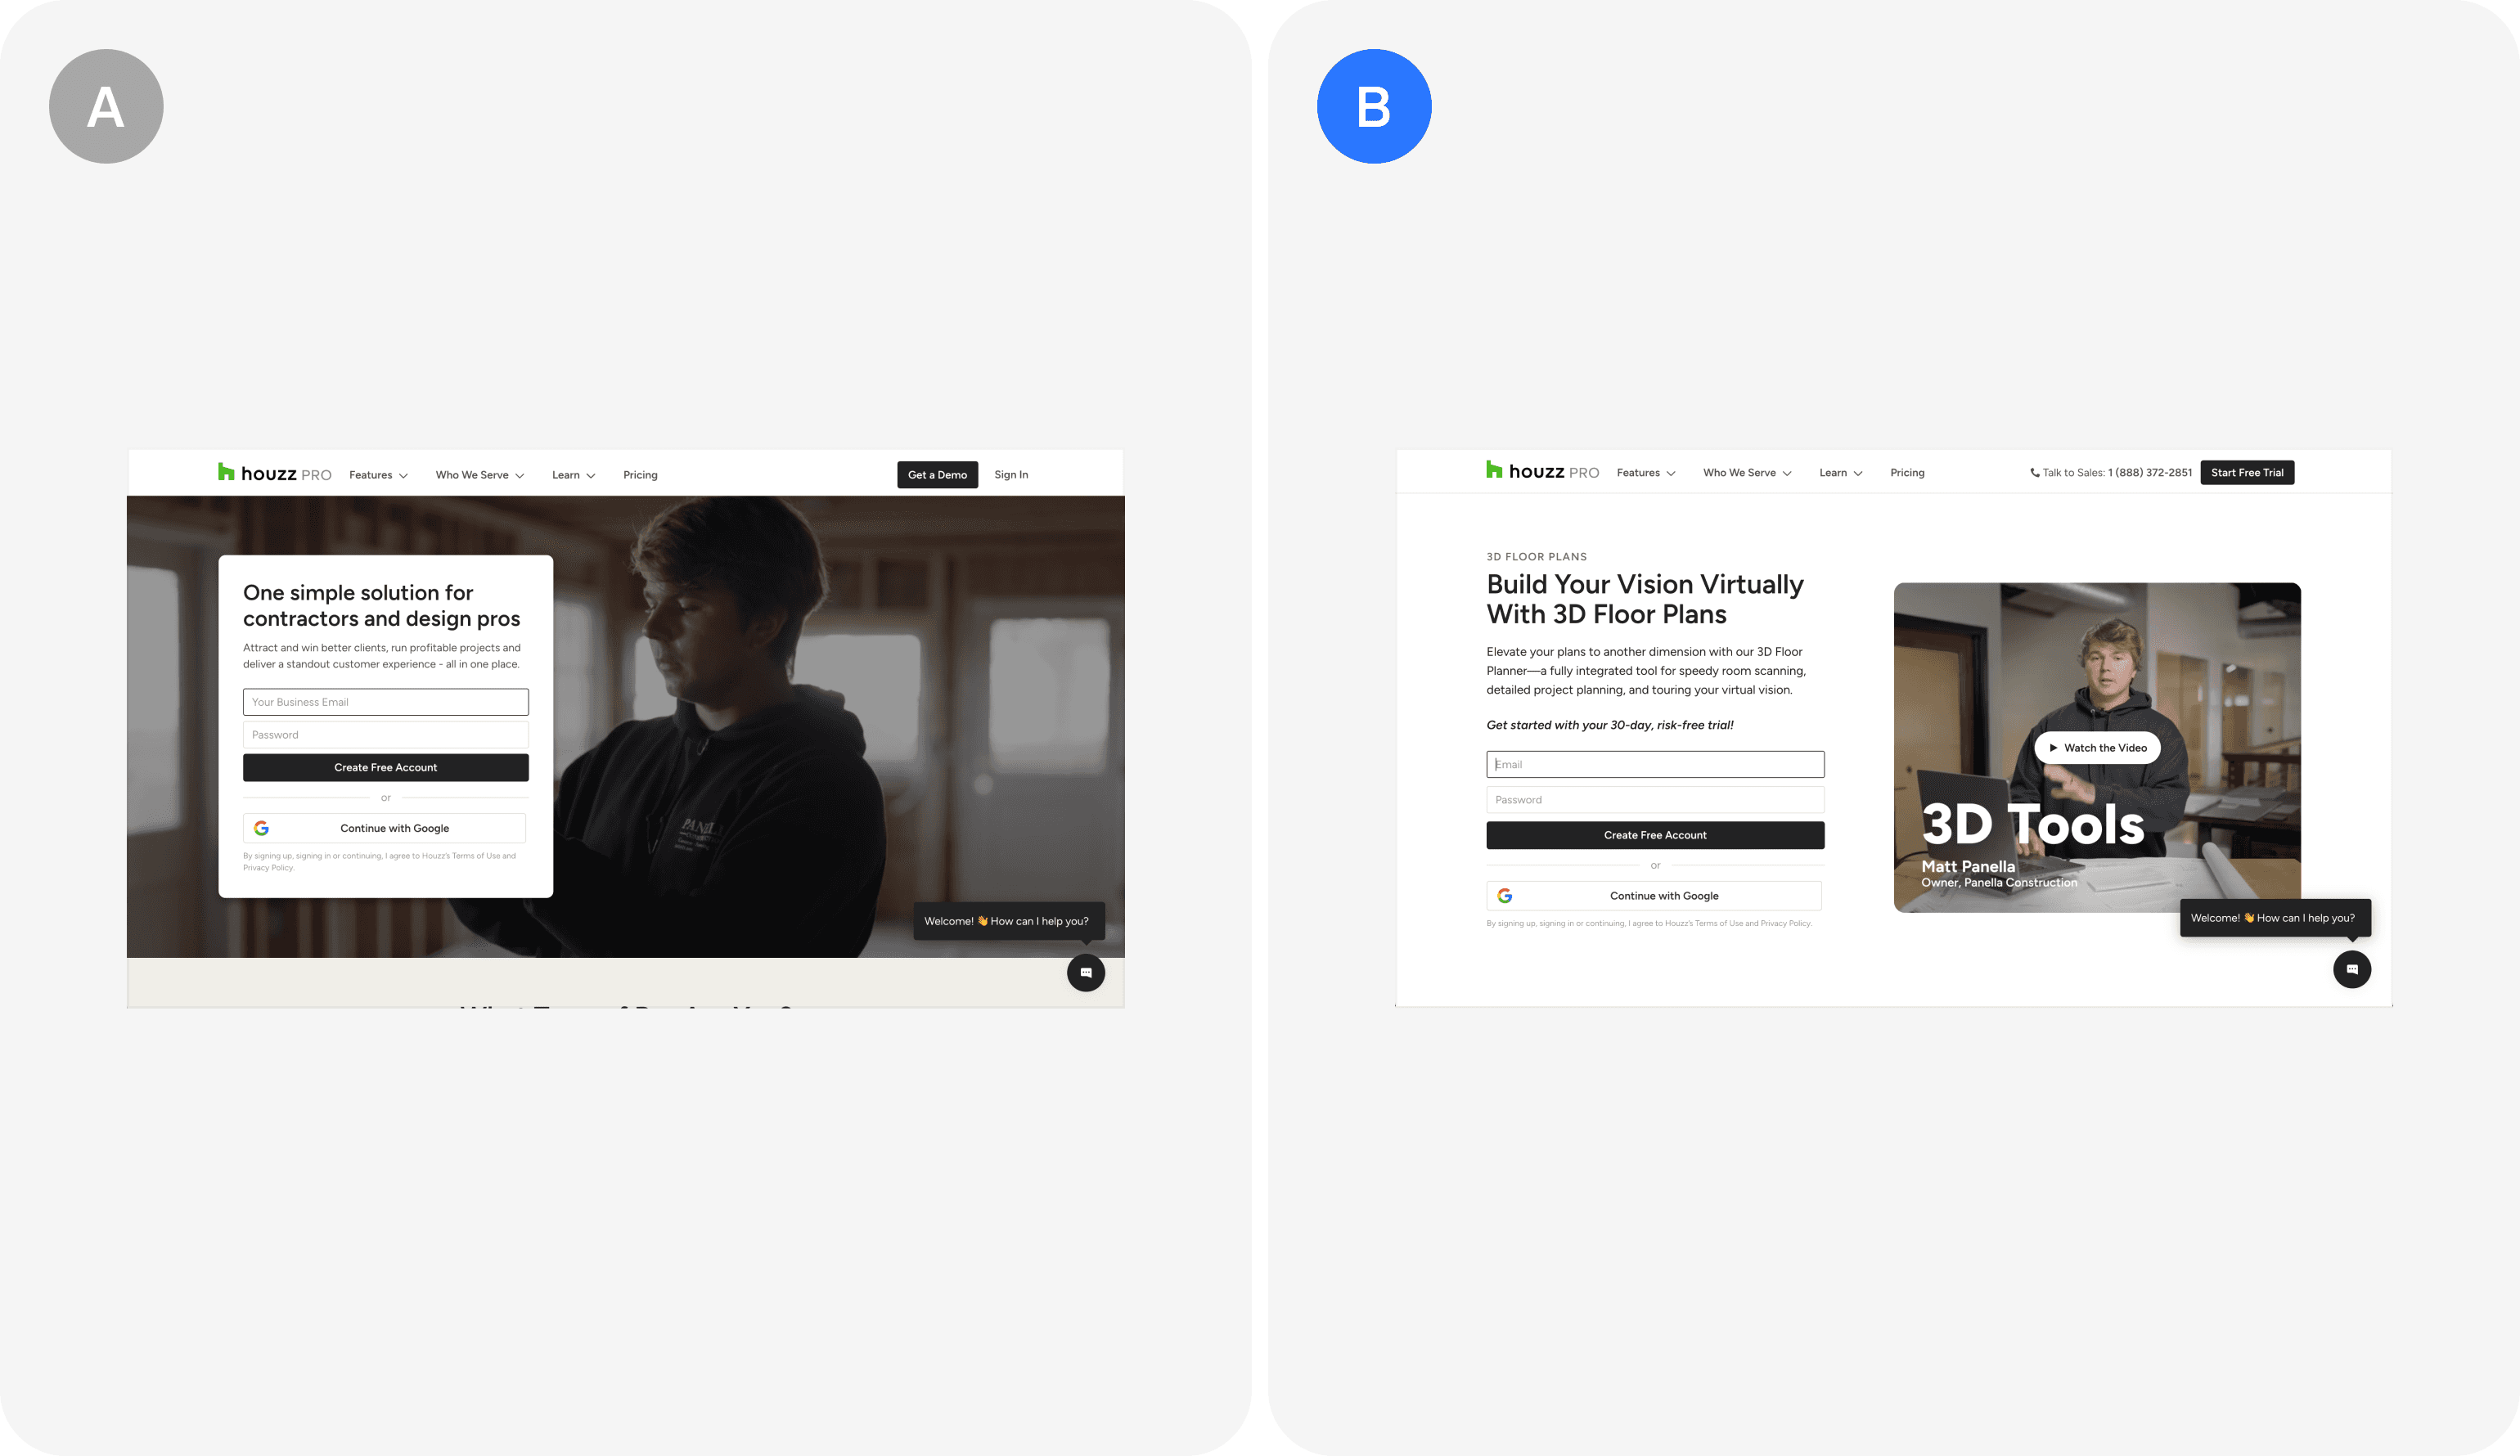 A
houzz PRO
Features
Who We Serve
Learn
Pricing
Get a Demo
Sign In
One simple solution for
contractors and design pros
Attract and win better clients, run profitable projects and
deliver a standout customer experience - all in one place.
Your Business Email
Password
Create Free Account
or
Continue with Google
By signing up, signing in or continuing, I agree to Houzz's Terms of Use and
Privacy Policy.
Welcome! 👋 How can I help you?
B
houzz PRO
Features
Who We Serve
Learn
Pricing
Talk to Sales: 1 (888) 372-2851
Start Free Trial
3D FLOOR PLANS
Build Your Vision Virtually
With 3D Floor Plans
Elevate your plans to another dimension with our 3D Floor
Planner—a fully integrated tool for speedy room scanning,
detailed project planning, and touring your virtual vision.
Get started with your 30-day, risk-free trial!
Email
Password
Create Free Account
or
Continue with Google
By signing up, signing in or continuing, I agree to Houzz's Terms of Use and Privacy Policy.
Watch the Video
3D Tools
Matt Panella
Owner, Panella Construction
Welcome! 👋 How can I help you?